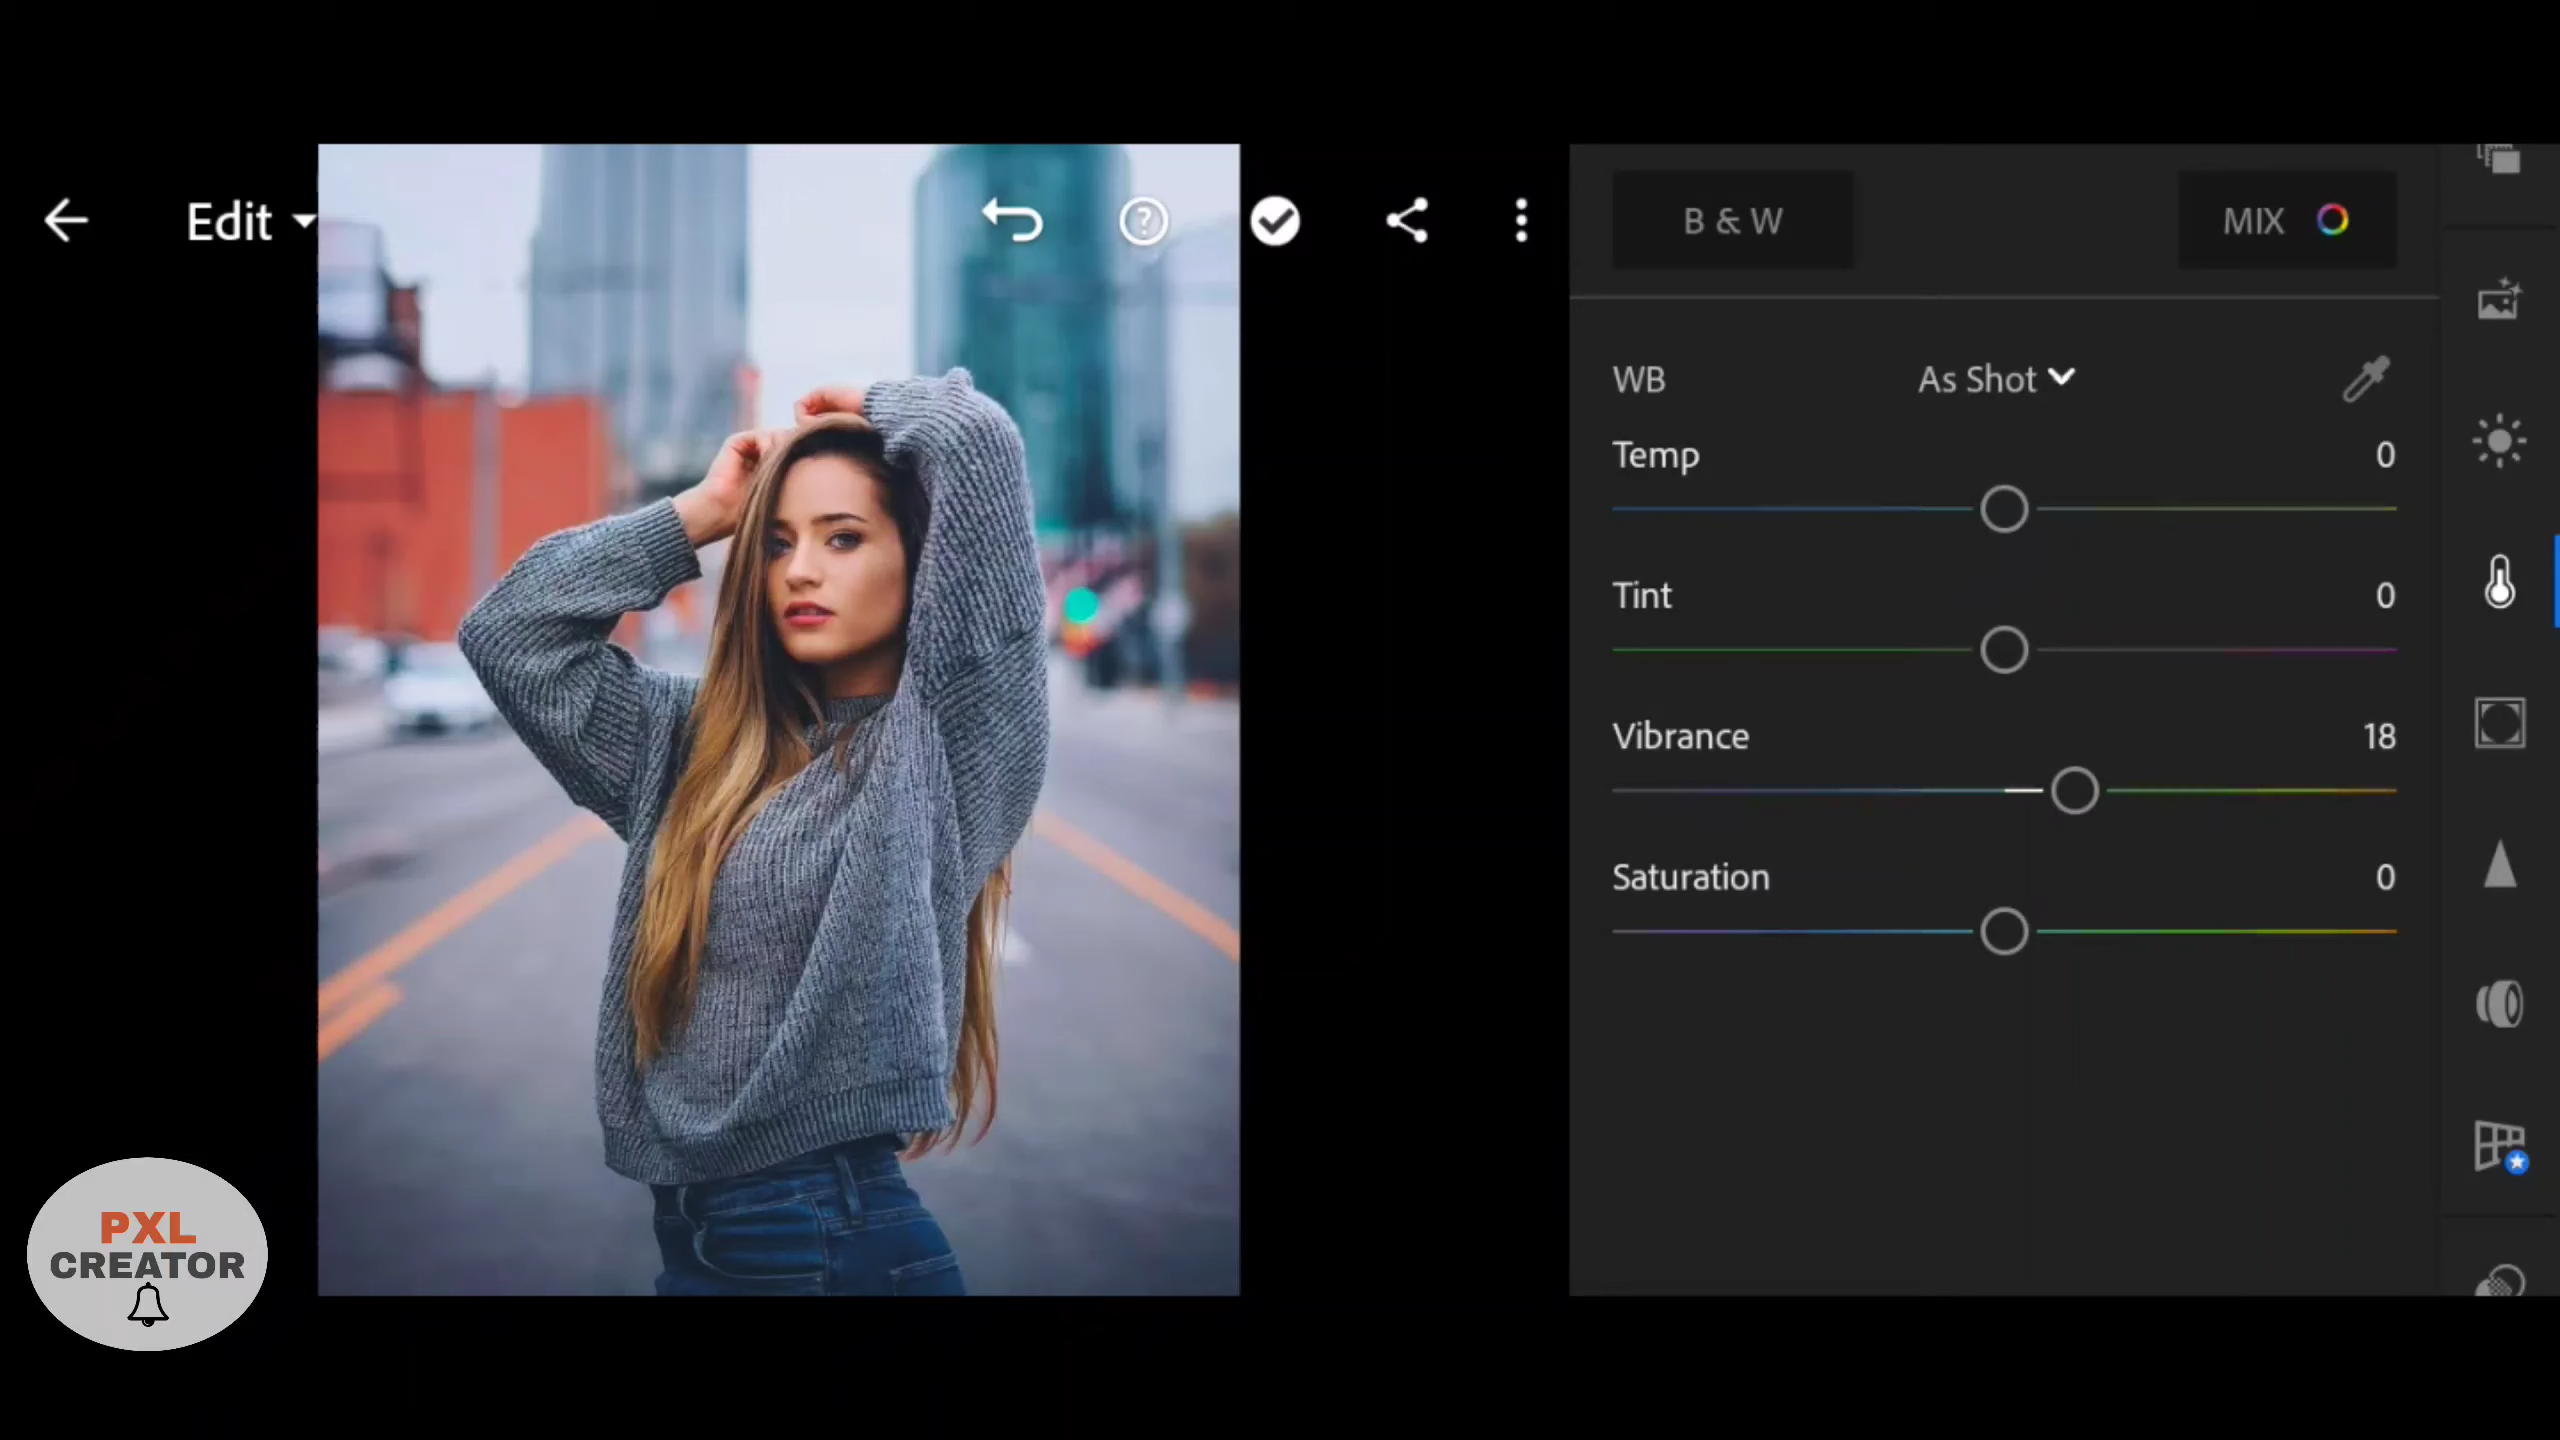 Edit
B & W
MIX
WB
As Shot
Temp
0
Tint
0
Vibrance
18
Saturation
0
PXL
CREATOR